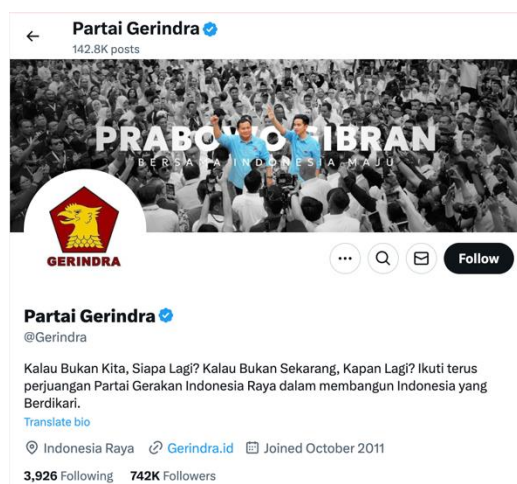 Partai Gerindra
142.8K posts
PRABOWO GIBRAN
BERSAMA INDONESIA MAJU
GERINDRA
Follow
Partai Gerindra
@Gerindra
Kalau Bukan Kita, Siapa Lagi? Kalau Bukan Sekarang, Kapan Lagi? Ikuti terus
perjuangan Partai Gerakan Indonesia Raya dalam membangun Indonesia yang
Berdikari.
Translate bio
Indonesia Raya Gerindra.id Joined October 2011
3,926 Following 742K Followers